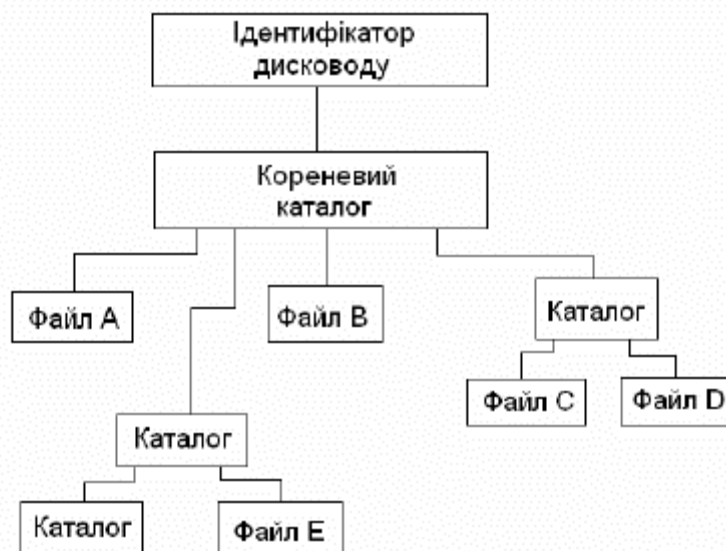 Ідентифікатор
дисководу
Кореневий
каталог
Файл А
Файл В
Каталог
Файл С
Файл D
Каталог
Каталог
Файл Е